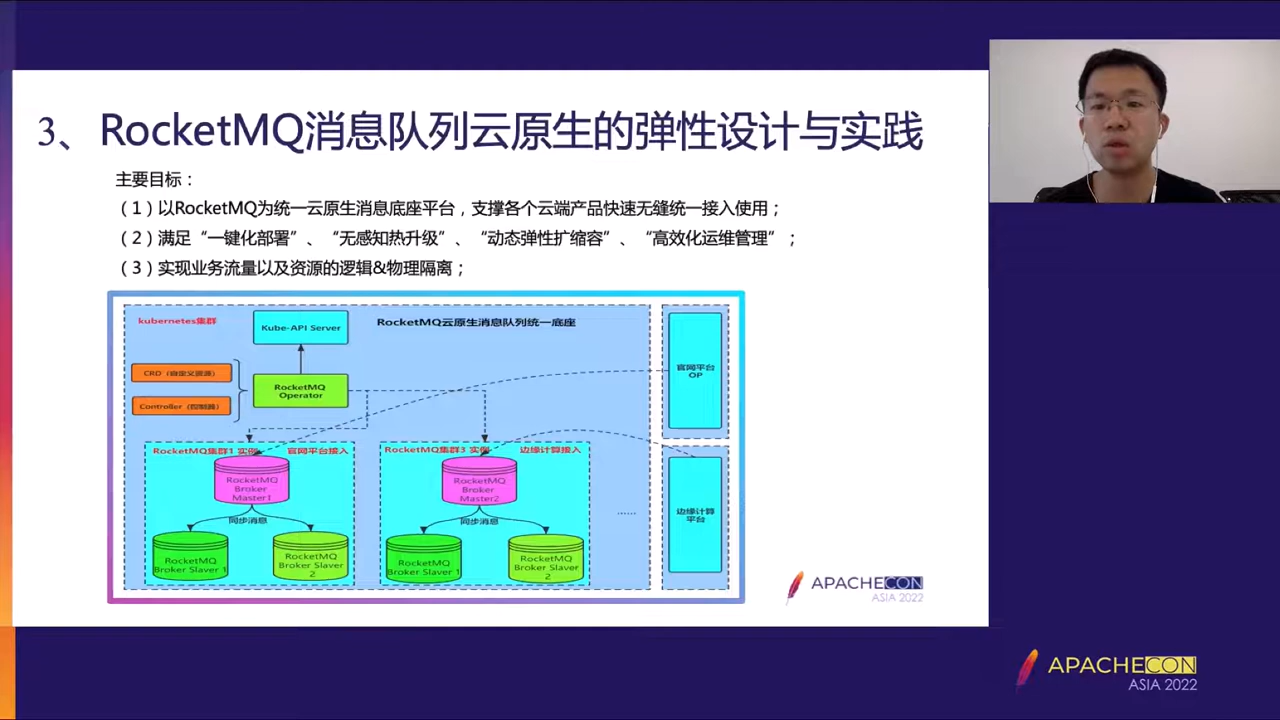 3、RocketMQ消息队列云原生的弹性设计与实践
主要目标：
（1）以RocketMQ为统一云原生消息底座平台，支撑各个云端产品快速无缝统一接入使用；
（2）满足“一键化部署”、“无感知热升级”、“动态弹性扩缩容”、“高效化运维管理”；
（3）实现业务流量以及资源的逻辑&物理隔离；
kubernetes集群
Kube-API Server
RocketMQ云原生消息队列统一底座
CRD（自定义资源）
Controller（控制器）
RocketMQ
Operator
官网平台
OP
RocketMQ集群1 实例
官网平台接入
RocketMQ
Broker
Master1
同步消息
RocketMQ
Broker Slaver 1
RocketMQ
Broker Slaver
2
RocketMQ集群3 实例
边缘计算接入
RocketMQ
Broker
Master2
同步消息
RocketMQ
Broker Slaver 1
RocketMQ
Broker Slaver
2
......
边缘计算
平台
APACHECON
ASIA 2022
APACHECON
ASIA 2022